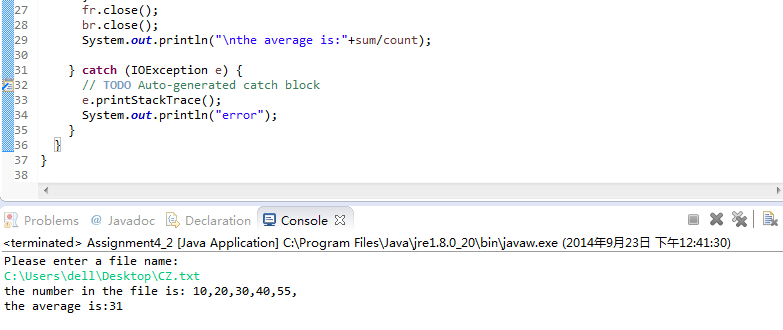 27 fr.close();
28 br.close();
29 System.out.println("\nthe average is:"+sum/count);
30
31 } catch (IOException e) {
32 // TODO Auto-generated catch block
33 e.printStackTrace();
34 System.out.println("error");
35 }
36 }
37 }
38
Problems @ Javadoc Declaration Console
<terminated> Assignment4_2 [Java Application] C:\Program Files\Java\jre1.8.0_20\bin\javaw.exe (2014年9月23日 下午12:41:30)
Please enter a file name:
C:\Users\dell\Desktop\CZ.txt
the number in the file is: 10,20,30,40,55,
the average is:31